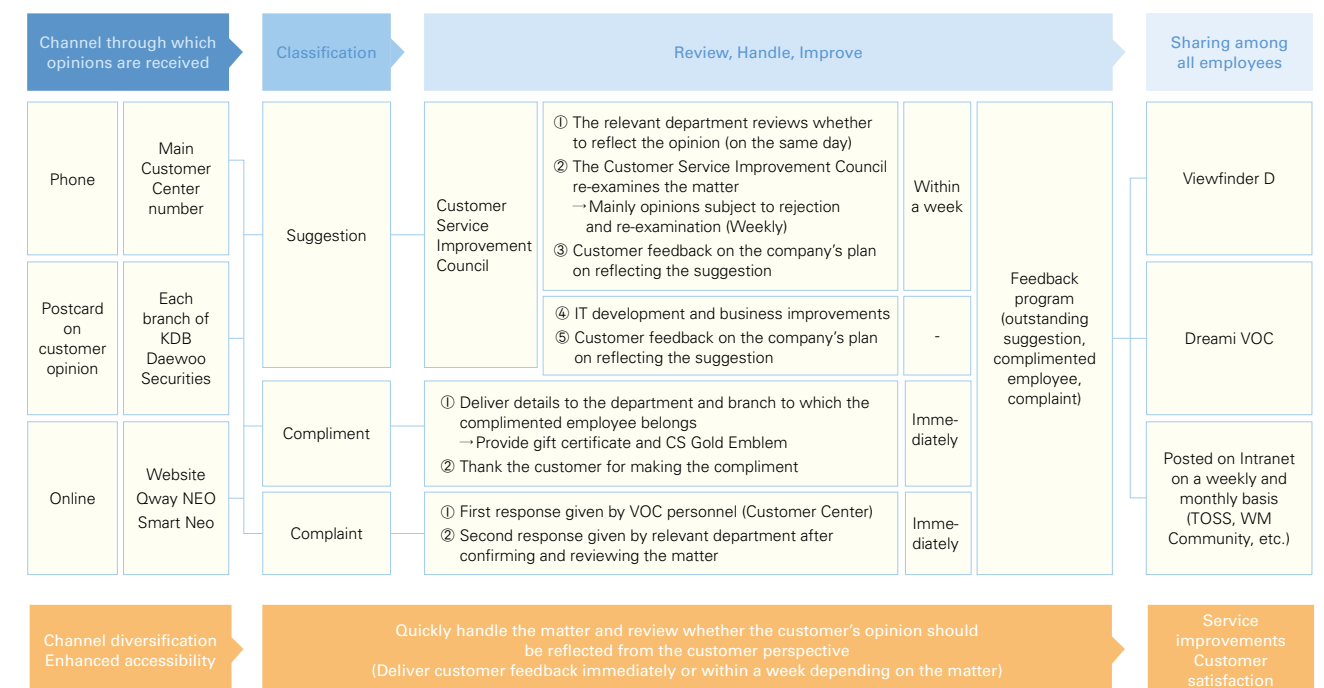 Channel through which
opinions are received
Classification
Review, Handle, Improve
Sharing among
all employees
Phone
Main
Customer
Center
number
Postcard
on
customer
opinion
Each
branch of
KDB
Daewoo
Securities
Online
Website
Qway NEO
Smart Neo
Suggestion
Customer
Service
Improvement
Council
① The relevant department reviews whether
to reflect the opinion (on the same day)
② The Customer Service Improvement Council
re-examines the matter
→Mainly opinions subject to rejection
and re-examination (Weekly)
③ Customer feedback on the company's plan
on reflecting the suggestion
Within
a week
④ IT development and business improvements
⑤ Customer feedback on the company's plan
on reflecting the suggestion
-
Compliment
① Deliver details to the department and branch to which the
complimented employee belongs
→Provide gift certificate and CS Gold Emblem
② Thank the customer for making the compliment
Imme-
diately
Complaint
① First response given by VOC personnel (Customer Center)
② Second response given by relevant department after
confirming and reviewing the matter
Imme-
diately
Feedback
program
(outstanding
suggestion,
complimented
employee,
complaint)
Viewfinder D
Dreami VOC
Posted on Intranet
on a weekly and
monthly basis
(TOSS, WM
Community, etc.)
Channel diversification
Enhanced accessibility
Quickly handle the matter and review whether the customer's opinion should
be reflected from the customer perspective
(Deliver customer feedback immediately or within a week depending on the matter)
Service
improvements
Customer
satisfaction